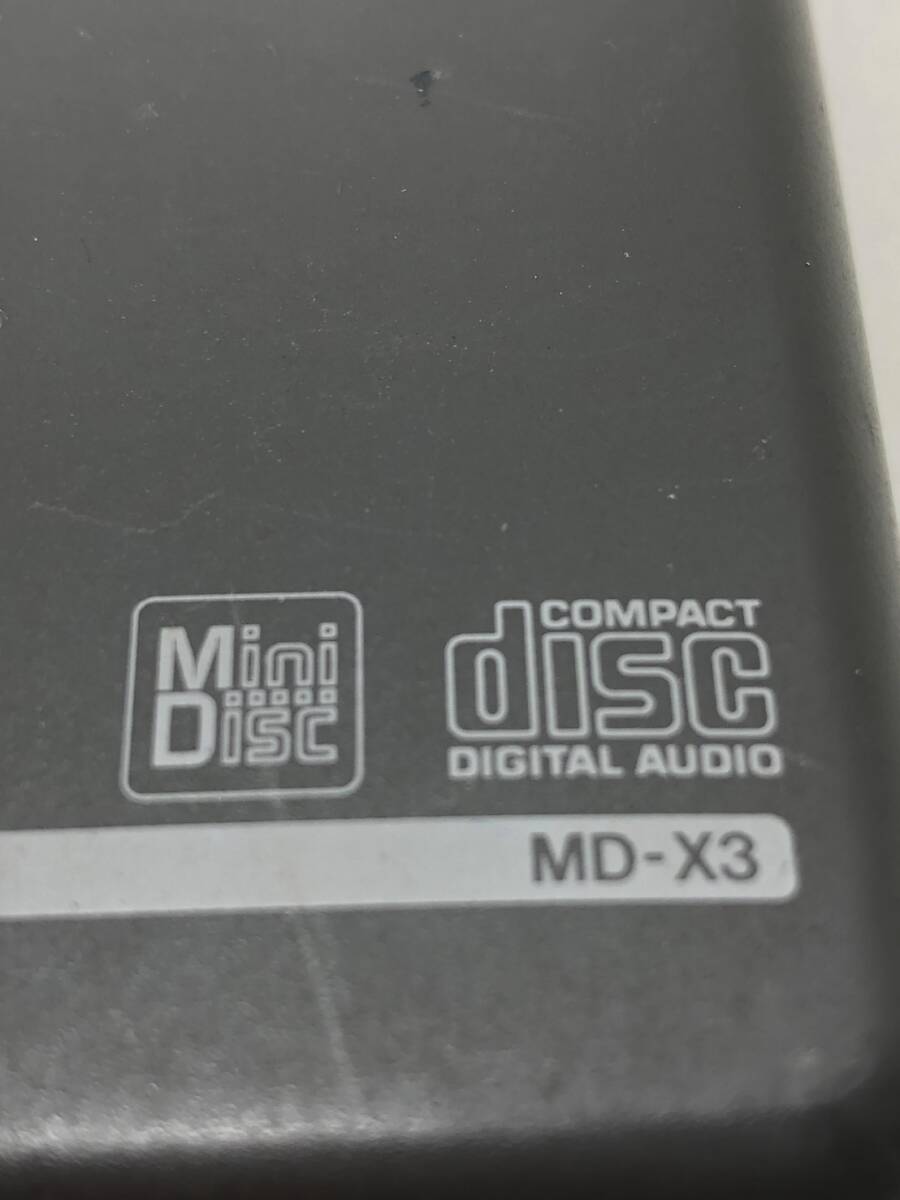 Mini
Disc
COMPACT
disc
DIGITAL AUDIO
MD-X3